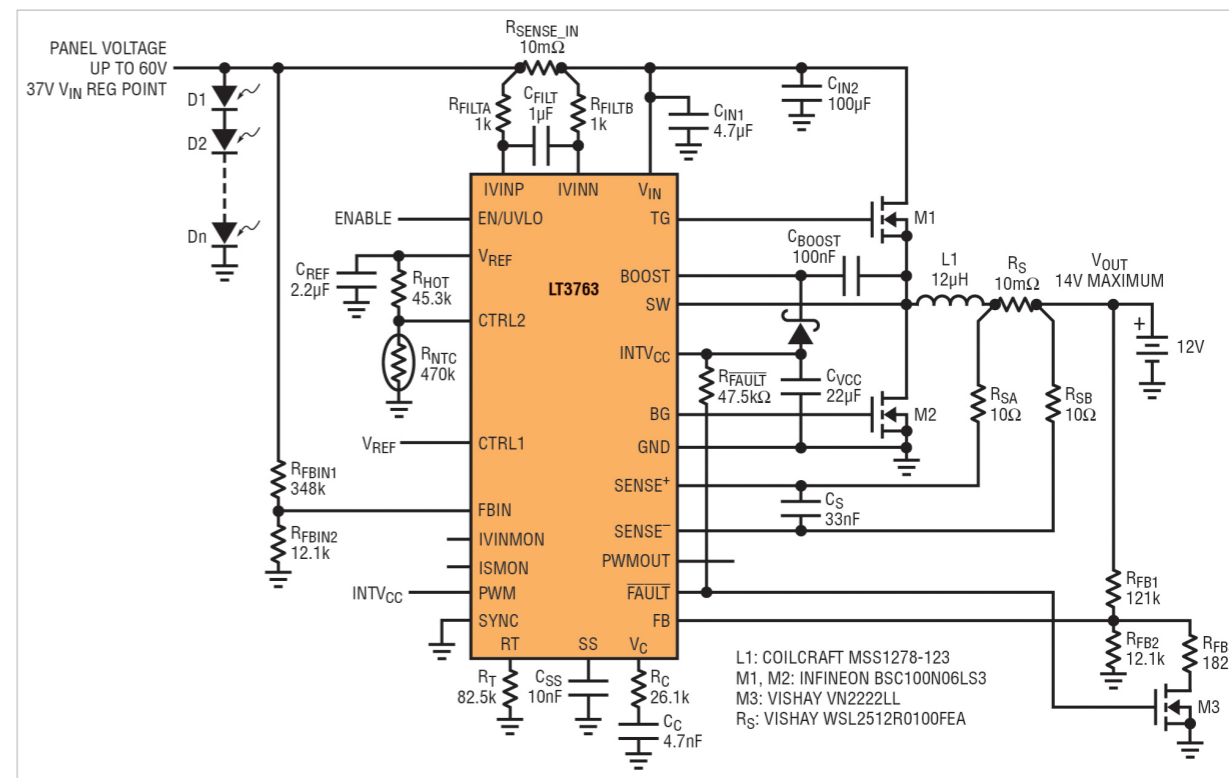 PANEL VOLTAGE
UP TO 60V
37V VIN REG POINT
D1
D2
Dn
RSENSE_IN
10mΩ
RFILTA
1k
CFILT
1µF
RFILTB
1k
CIN1
4.7µF
CIN2
100µF
IVINP
IVINN
VIN
ENABLE
EN/UVLO
TG
M1
VREF
CREF
2.2µF
RHOT
45.3k
LT3763
BOOST
CBOOST
100nF
SW
L1
12µH
RS
10mΩ
VOUT
14V MAXIMUM
+
12V
CTRL2
RNTC
470k
INTVCC
RFAULT
47.5kΩ
CVCC
22µF
BG
M2
RSA
10Ω
RSB
10Ω
VREF
CTRL1
GND
RFBIN1
348k
SENSE+
CS
33nF
FBIN
SENSE–
RFBIN2
12.1k
IVINMON
ISMON
PWMOUT
INTVCC
PWM
FAULT
RFB1
121k
SYNC
FB
RFB2
12.1k
RFB
182
RT
SS
VC
RT
82.5k
CSS
10nF
RC
26.1k
CC
4.7nF
M3
L1: COILCRAFT MSS1278-123
M1, M2: INFINEON BSC100N06LS3
M3: VISHAY VN2222LL
RS: VISHAY WSL2512R0100FEA